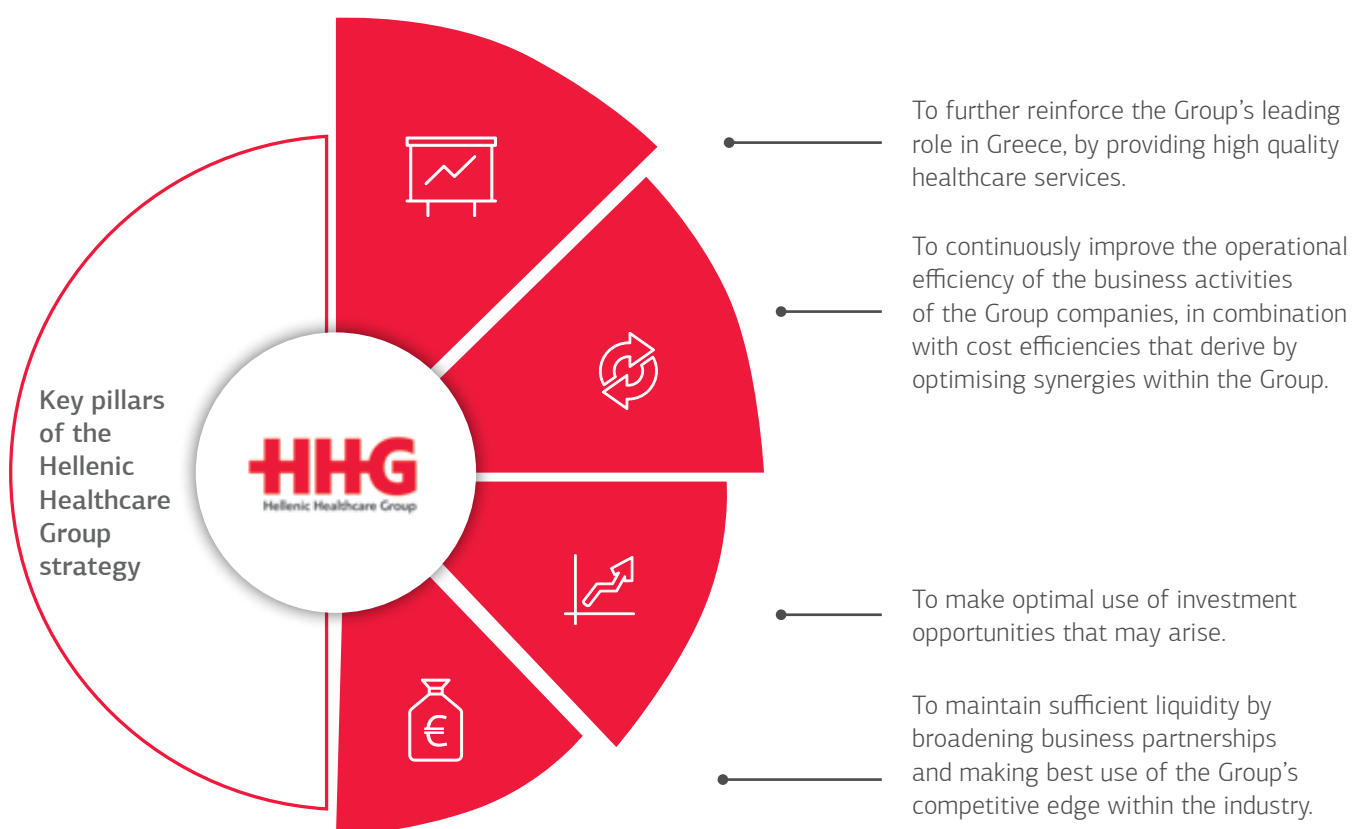 Key pillars
of the
Hellenic
Healthcare
Group
strategy
HHG
Hellenic Healthcare Group
€
To further reinforce the Group’s leading
role in Greece, by providing high quality
healthcare services.
To continuously improve the operational
efficiency of the business activities
of the Group companies, in combination
with cost efficiencies that derive by
optimising synergies within the Group.
To make optimal use of investment
opportunities that may arise.
To maintain sufficient liquidity by
broadening business partnerships
and making best use of the Group’s
competitive edge within the industry.